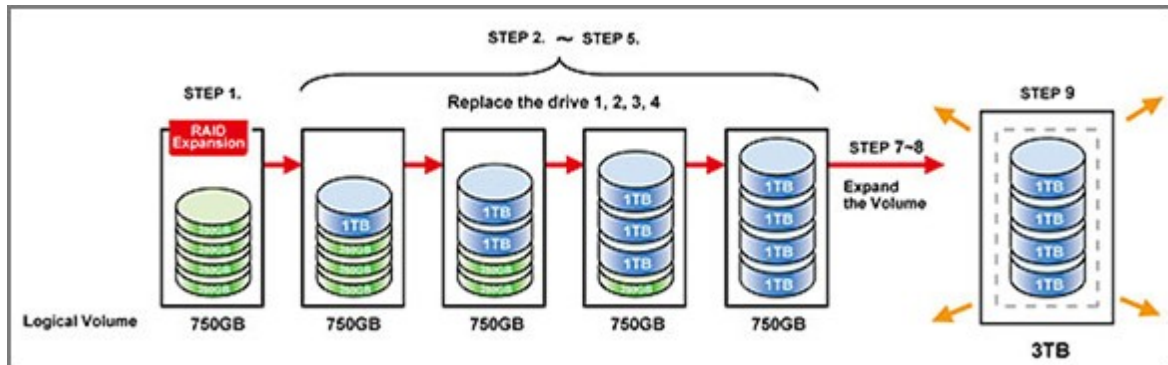 STEP 2. ~ STEP 5.
STEP 1.
Replace the drive 1, 2, 3, 4
STEP 9
RAID
Expansion
STEP 7~8
Expand
the Volume
1TB
1TB
1TB
1TB
1TB
1TB
1TB
1TB
1TB
1TB
1TB
1TB
1TB
1TB
Logical Volume
750GB
750GB
750GB
750GB
750GB
3TB